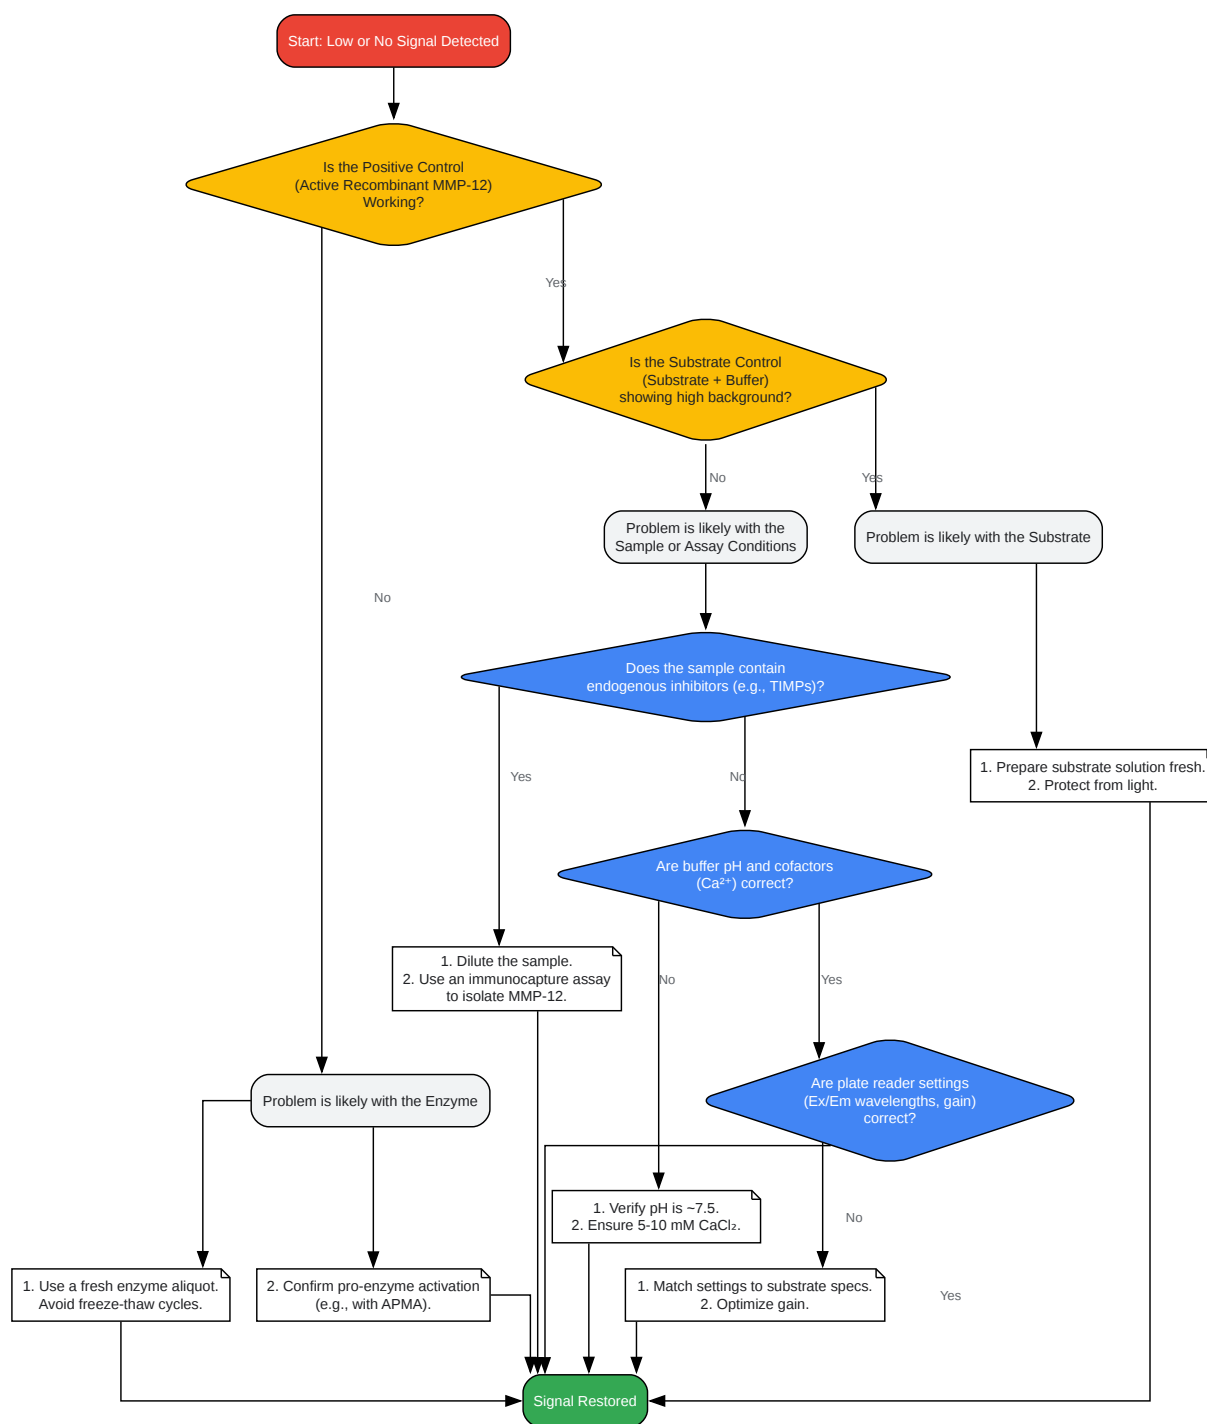 Start: Low or No Signal Detected
Is the Positive Control
(Active Recombinant MMP-12)
Working?
Yes
Is the Substrate Control
(Substrate + Buffer)
showing high background?
No
Yes
Problem is likely with the
Sample or Assay Conditions
Problem is likely with the Substrate
No
Does the sample contain
endogenous inhibitors (e.g., TIMPs)?
Yes
No
1. Prepare substrate solution fresh.
2. Protect from light.
Are buffer pH and cofactors
(Ca²⁺) correct?
1. Dilute the sample.
2. Use an immunocapture assay
to isolate MMP-12.
No
Yes
Problem is likely with the Enzyme
Are plate reader settings
(Ex/Em wavelengths, gain)
correct?
1. Verify pH is ~7.5.
2. Ensure 5-10 mM CaCl₂.
No
1. Use a fresh enzyme aliquot.
Avoid freeze-thaw cycles.
2. Confirm pro-enzyme activation
(e.g., with APMA).
1. Match settings to substrate specs.
2. Optimize gain.
Yes
Signal Restored